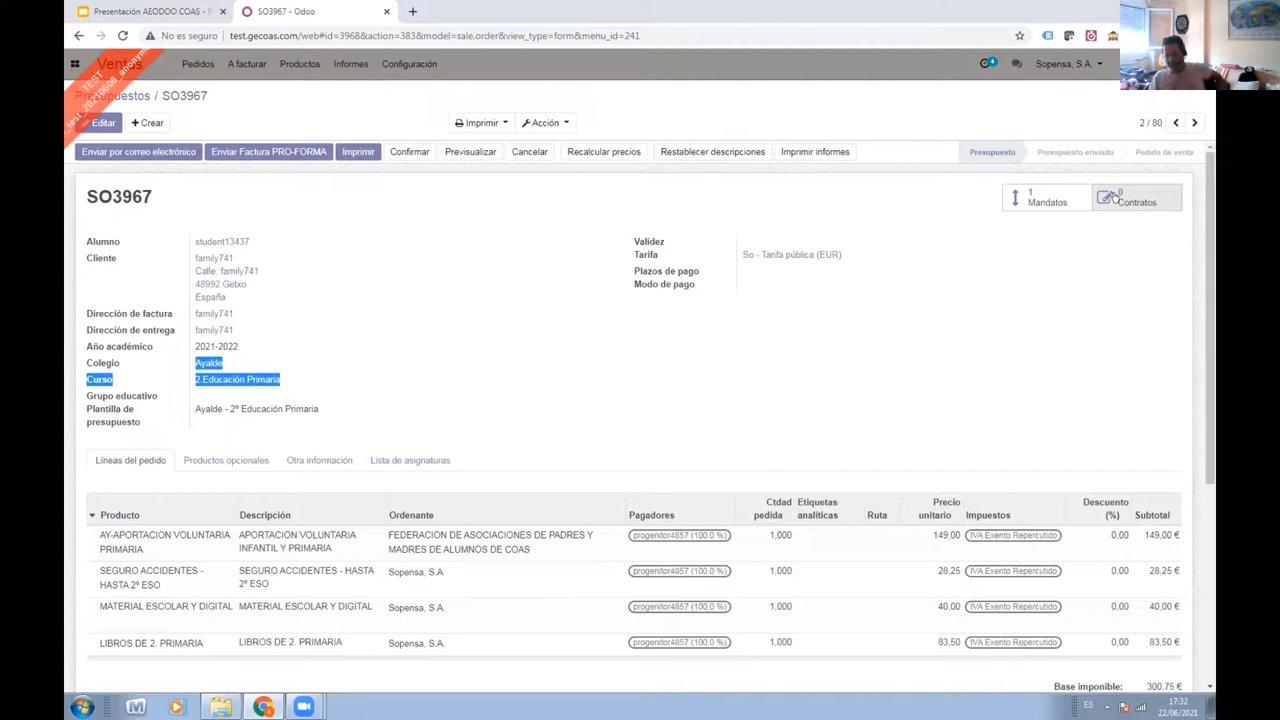 Presentación AEODOO COAS - P
SO3967 - Odoo
No es seguro
test.gecoas.com/web#id=3968&action=383&model=sale.order&view_type=form&menu_id=241
TEST
Ventas
Pedidos
A facturar
Productos
Informes
Configuración
4
Sopensa, S.A.
Presupuestos / SO3967
Editar
Crear
Imprimir
Acción
2 / 80
Enviar por correo electrónico
Enviar Factura PRO-FORMA
Imprimir
Confirmar
Previsualizar
Cancelar
Recalcular precios
Restablecer descripciones
Imprimir informes
Presupuesto
Presupuesto enviado
Pedido de venta
SO3967
1
Mandatos
0
Contratos
Alumno student13437
Cliente family741
Calle: family741
48992 Getxo
España
Dirección de factura family741
Dirección de entrega family741
Año académico 2021-2022
Colegio Ayalde
Curso 2.Educación Primaria
Grupo educativo
Plantilla de Ayalde - 2º Educación Primaria
presupuesto
Validez
Tarifa So - Tarifa pública (EUR)
Plazos de pago
Modo de pago
Líneas del pedido
Productos opcionales
Otra información
Lista de asignaturas
Producto Descripción Ordenante Pagadores Ctdad pedida Etiquetas analíticas Ruta Precio unitario Impuestos Descuento (%) Subtotal
AY-APORTACION VOLUNTARIA APORTACION VOLUNTARIA FEDERACION DE ASOCIACIONES DE PADRES Y progenitor4857 (100.0 %) 1,000 149,00 IVA Exento Repercutido 0,00 149,00 €
PRIMARIA INFANTIL Y PRIMARIA MADRES DE ALUMNOS DE COAS
SEGURO ACCIDENTES - SEGURO ACCIDENTES - HASTA Sopensa, S.A. progenitor4857 (100.0 %) 1,000 28,25 IVA Exento Repercutido 0,00 28,25 €
HASTA 2º ESO 2º ESO
MATERIAL ESCOLAR Y DIGITAL MATERIAL ESCOLAR Y DIGITAL Sopensa, S.A. progenitor4857 (100.0 %) 1,000 40,00 IVA Exento Repercutido 0,00 40,00 €
LIBROS DE 2. PRIMARIA LIBROS DE 2. PRIMARIA Sopensa, S.A. progenitor4857 (100.0 %) 1,000 83,50 IVA Exento Repercutido 0,00 83,50 €
Base imponible: 300,75 €
ES
17:32
22/06/2021